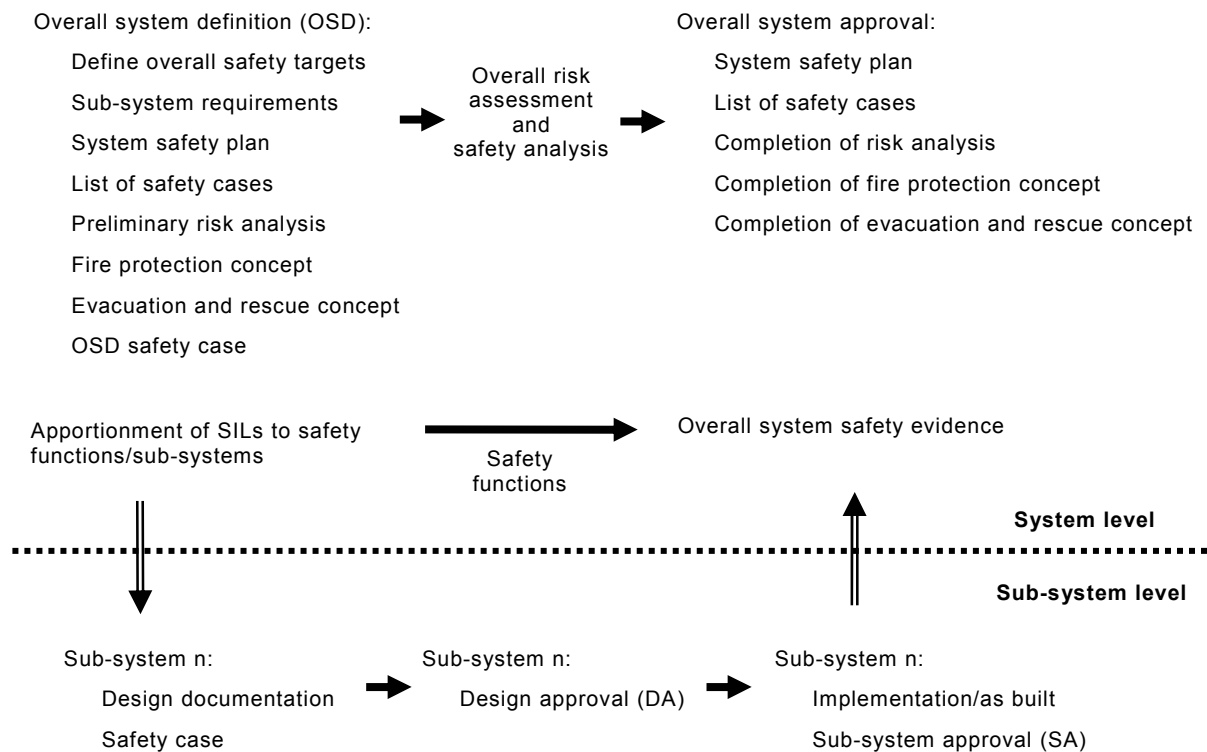 Overall system definition (OSD):
Define overall safety targets
Sub-system requirements
System safety plan
List of safety cases
Preliminary risk analysis
Fire protection concept
Evacuation and rescue concept
OSD safety case
Overall risk
assessment
and
safety analysis
Overall system approval:
System safety plan
List of safety cases
Completion of risk analysis
Completion of fire protection concept
Completion of evacuation and rescue concept
Apportionment of SILs to safety
functions/sub-systems
Safety
functions
Overall system safety evidence
System level
Sub-system level
Sub-system n:
Design documentation
Safety case
Sub-system n:
Design approval (DA)
Sub-system n:
Implementation/as built
Sub-system approval (SA)